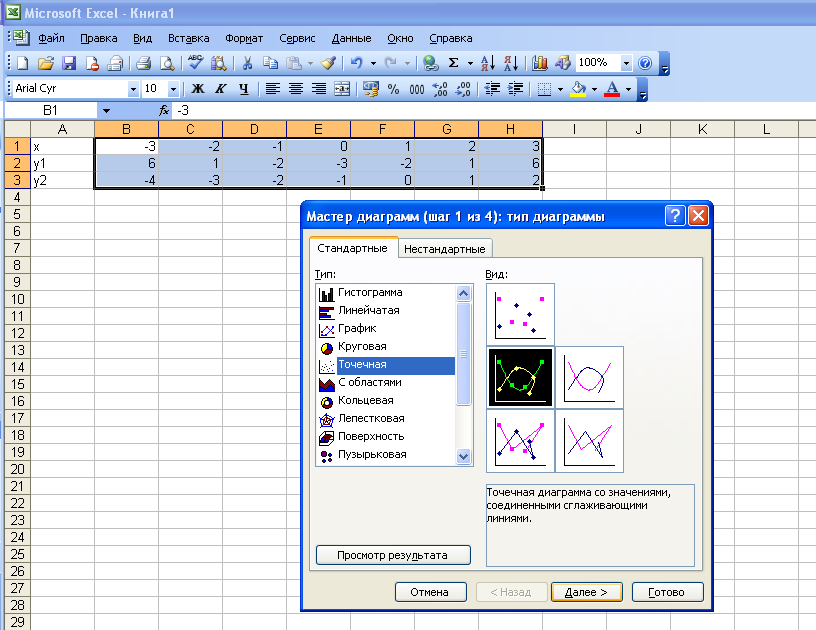 Microsoft Excel - Книга1
Файл Правка Вид Вставка Формат Сервис Данные Окно Справка
100%
Arial Cyr 10 Ж К Ч % 000
B1 fx -3
A B C D E F G H I J K L
1 x -3 -2 -1 0 1 2 3
2 y1 6 1 -2 -3 -2 1 6
3 y2 -4 -3 -2 -1 0 1 2
4
5
6
7
8
9
10
11
12
13
14
15
16
17
18
19
20
21
22
23
24
25
26
27
28
29
Мастер диаграмм (шаг 1 из 4): тип диаграммы
Стандартные Нестандартные
Тип: Вид:
Гистограмма
Линейчатая
График
Круговая
Точечная
С областями
Кольцевая
Лепестковая
Поверхность
Пузырьковая
Точечная диаграмма со значениями,
соединенными сглаживающими
линиями.
Просмотр результата
Отмена < Назад Далее > Готово